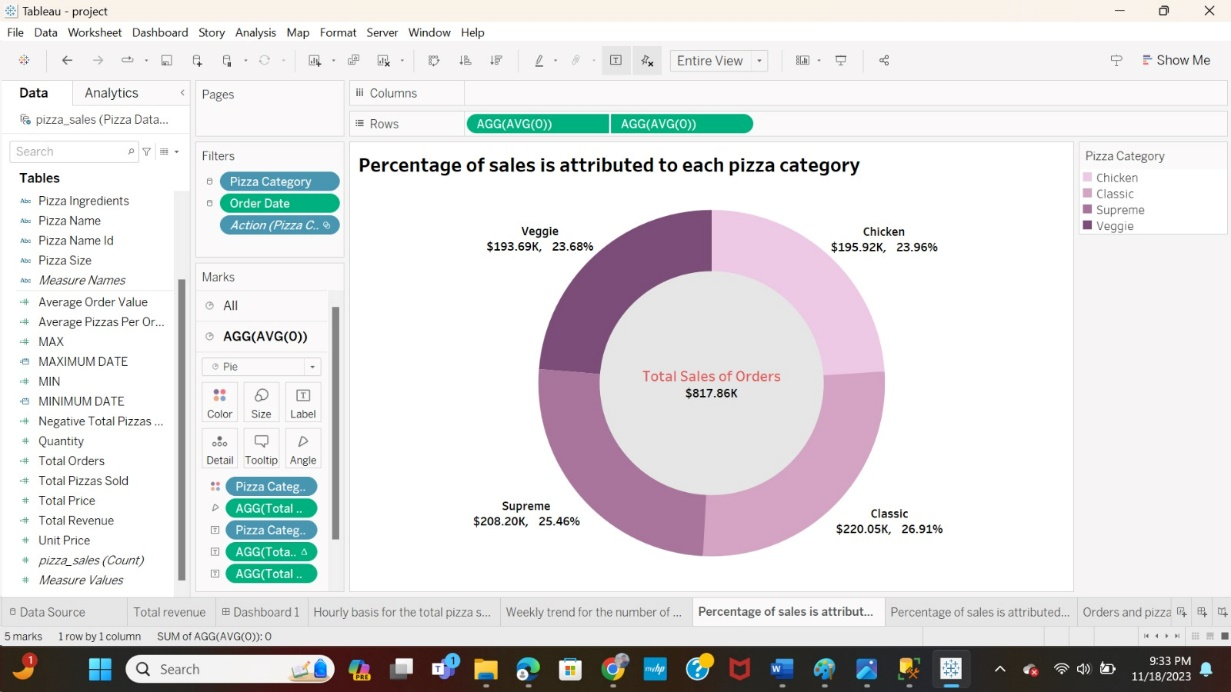 Tableau - project
File Data Worksheet Dashboard Story Analysis Map Format Server Window Help
Entire View
Show Me
Data Analytics
pizza_sales (Pizza Data...
Search
Tables
Pizza Ingredients
Pizza Name
Pizza Name Id
Pizza Size
Measure Names
Average Order Value
Average Pizzas Per Or...
MAX
MAXIMUM DATE
MIN
MINIMUM DATE
Negative Total Pizzas ...
Quantity
Total Orders
Total Pizzas Sold
Total Price
Total Revenue
Unit Price
pizza_sales (Count)
Measure Values
Pages
Filters
Pizza Category
Order Date
Action (Pizza C..
Marks
All
AGG(AVG(0))
Pie
Color Size Label
Detail Tooltip Angle
Pizza Categ..
AGG(Total ..
Pizza Categ..
AGG(Tota..
AGG(Total ..
Columns
Rows AGG(AVG(0)) AGG(AVG(0))
Percentage of sales is attributed to each pizza category
Veggie
$193.69K, 23.68%
Chicken
$195.92K, 23.96%
Total Sales of Orders
$817.86K
Supreme
$208.20K, 25.46%
Classic
$220.05K, 26.91%
Pizza Category
Chicken
Classic
Supreme
Veggie
Data Source Total revenue Dashboard 1 Hourly basis for the total pizza s... Weekly trend for the number of ... Percentage of sales is attribut... Percentage of sales is attributed... Orders and pizza
5 marks 1 row by 1 column SUM of AGG(AVG(0)): 0
1 Search PRE 1 myhp 2
9:33 PM
11/18/2023